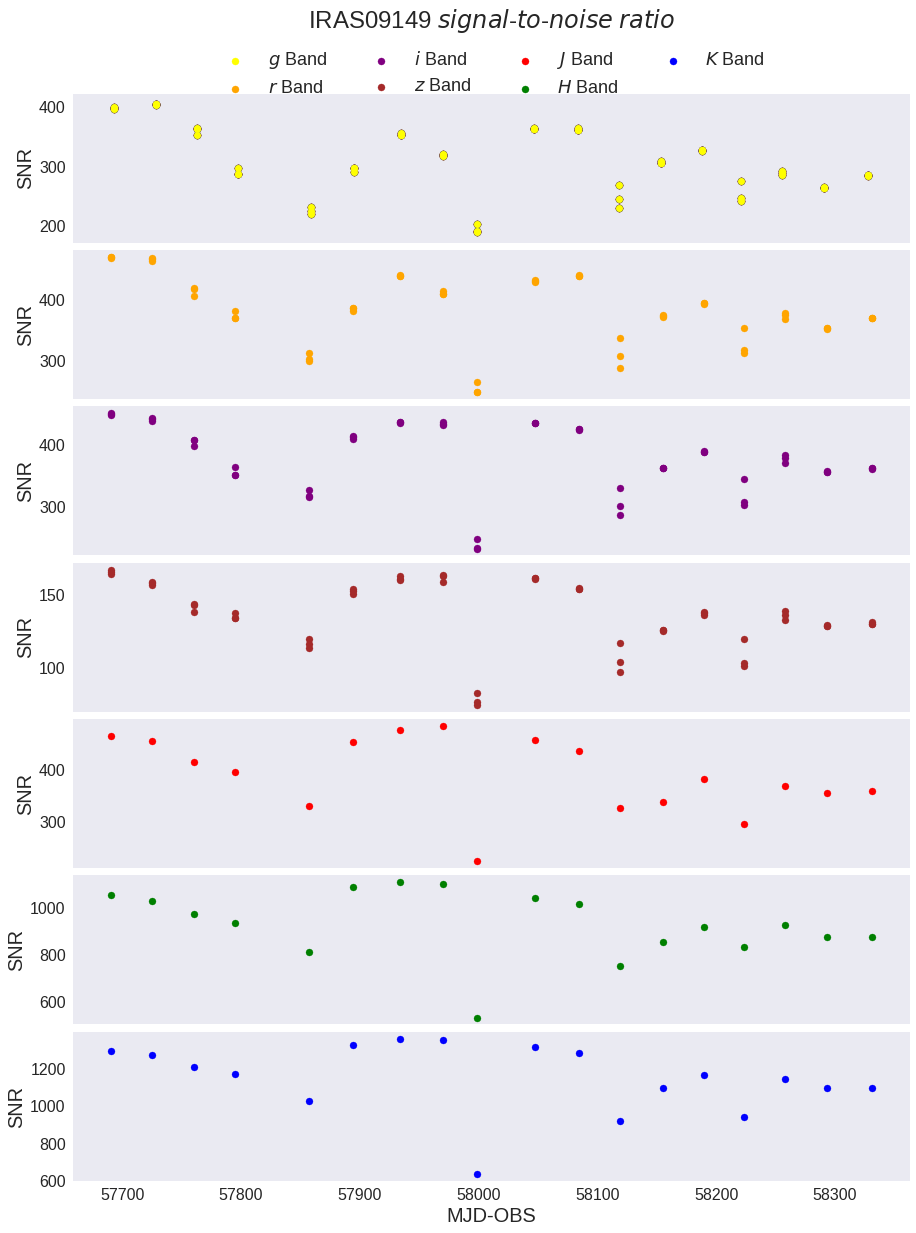 IRAS09149 signal-to-noise ratio
g Band i Band J Band K Band
r Band z Band H Band
400
300
200
SNR
400
300
SNR
400
300
SNR
150
100
SNR
400
300
SNR
1000
800
600
SNR
1200
1000
800
600
SNR
57700 57800 57900 58000 58100 58200 58300
MJD-OBS